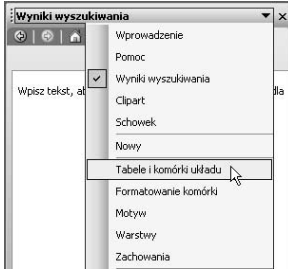 Wyniki wyszukiwania
Wprowadzenie
Pomoc
Wyniki wyszukiwania
Wpisz tekst,
Clipart
Schowek
Nowy
Tabele i komórki układu
Formatowanie komórki
Motyw
Warstwy
Zachowania